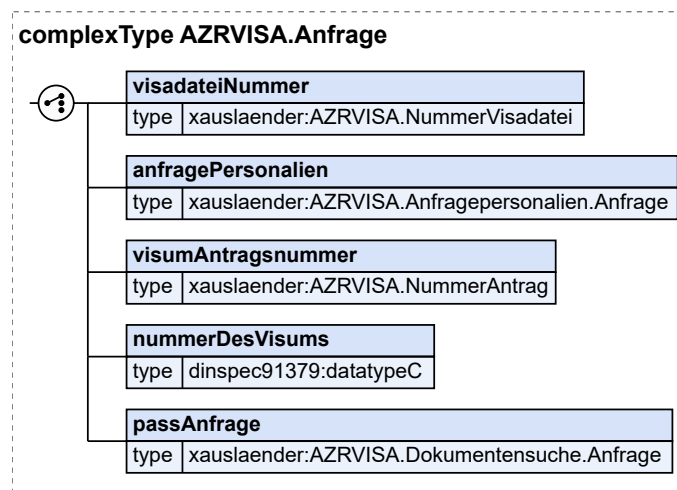 complexType AZRVISA.Anfrage
visadateiNummer
type xauslaender:AZRVISA.NummerVisadatei
anfragePersonalien
type xauslaender:AZRVISA.Anfragepersonalien.Anfrage
visumAntragsnummer
type xauslaender:AZRVISA.NummerAntrag
nummerDesVisums
type dinspec91379:datatypeC
passAnfrage
type xauslaender:AZRVISA.Dokumentensuche.Anfrage